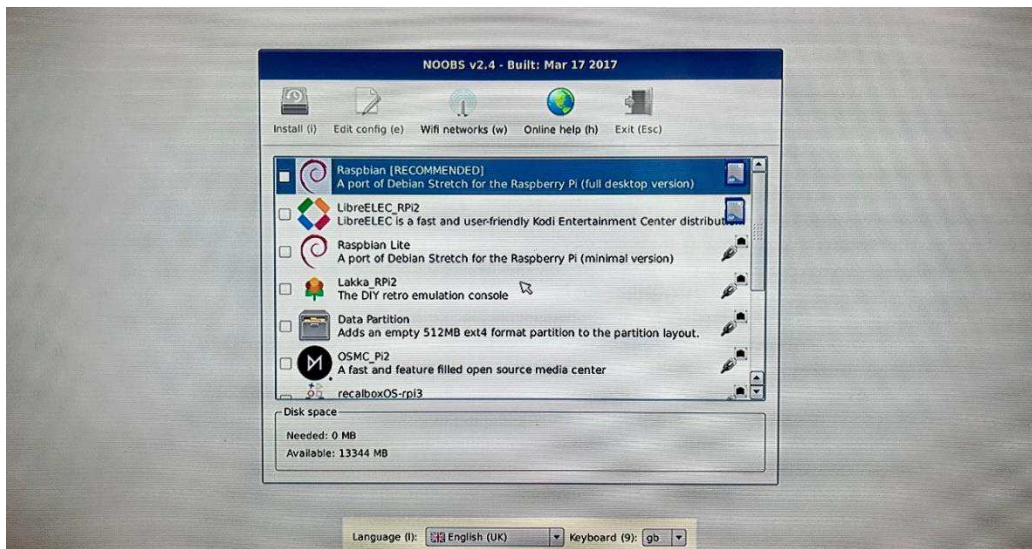 NOOBS v2.4 - Built: Mar 17 2017
Install (i) Edit config (e) Wifi networks (w) Online help (h) Exit (Esc)
Raspbian [RECOMMENDED]
A port of Debian Stretch for the Raspberry Pi (full desktop version)
LibreELEC_RPi2
LibreELEC is a fast and user-friendly Kodi Entertainment Center distribut
Raspbian Lite
A port of Debian Stretch for the Raspberry Pi (minimal version)
Lakka_RPi2
The DIY retro emulation console
Data Partition
Adds an empty 512MB ext4 format partition to the partition layout.
OSMC_Pi2
A fast and feature filled open source media center
recalboxOS-rpi3
Disk space
Needed: 0 MB
Available: 13344 MB
Language (l): English (UK) Keyboard (9): gb